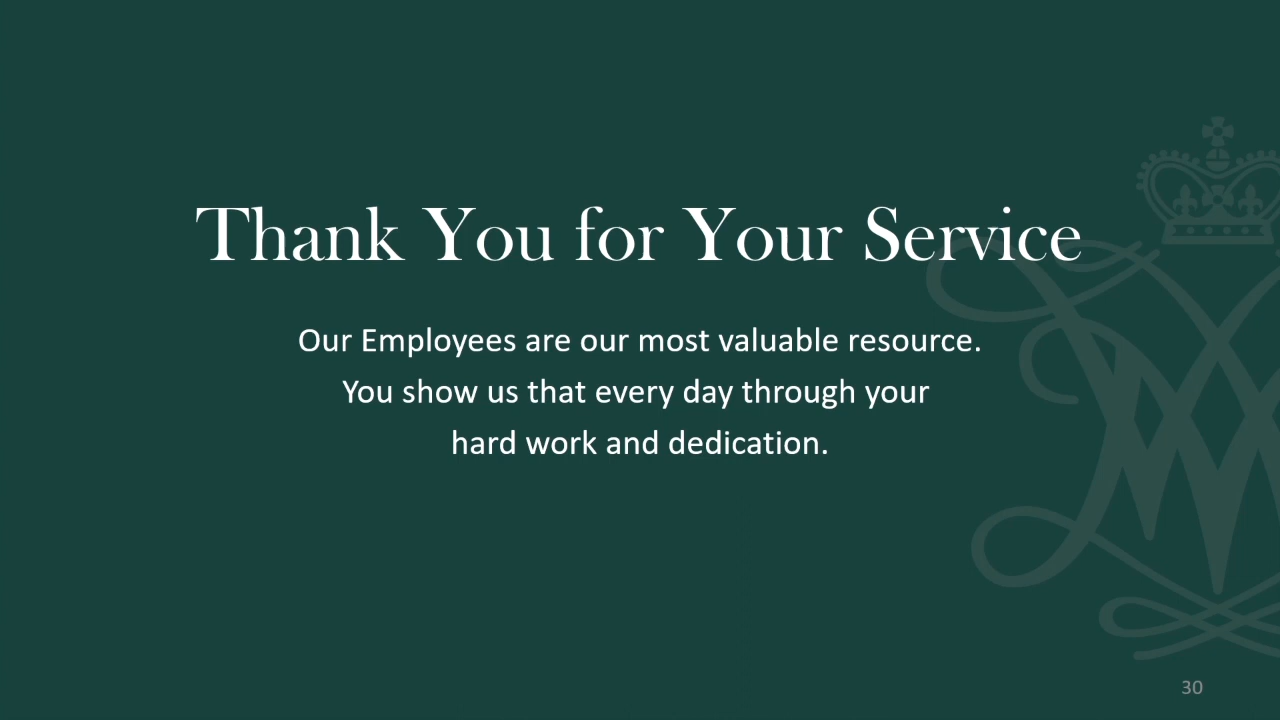 Thank You for Your Service
Our Employees are our most valuable resource.
You show us that every day through your
hard work and dedication.
30